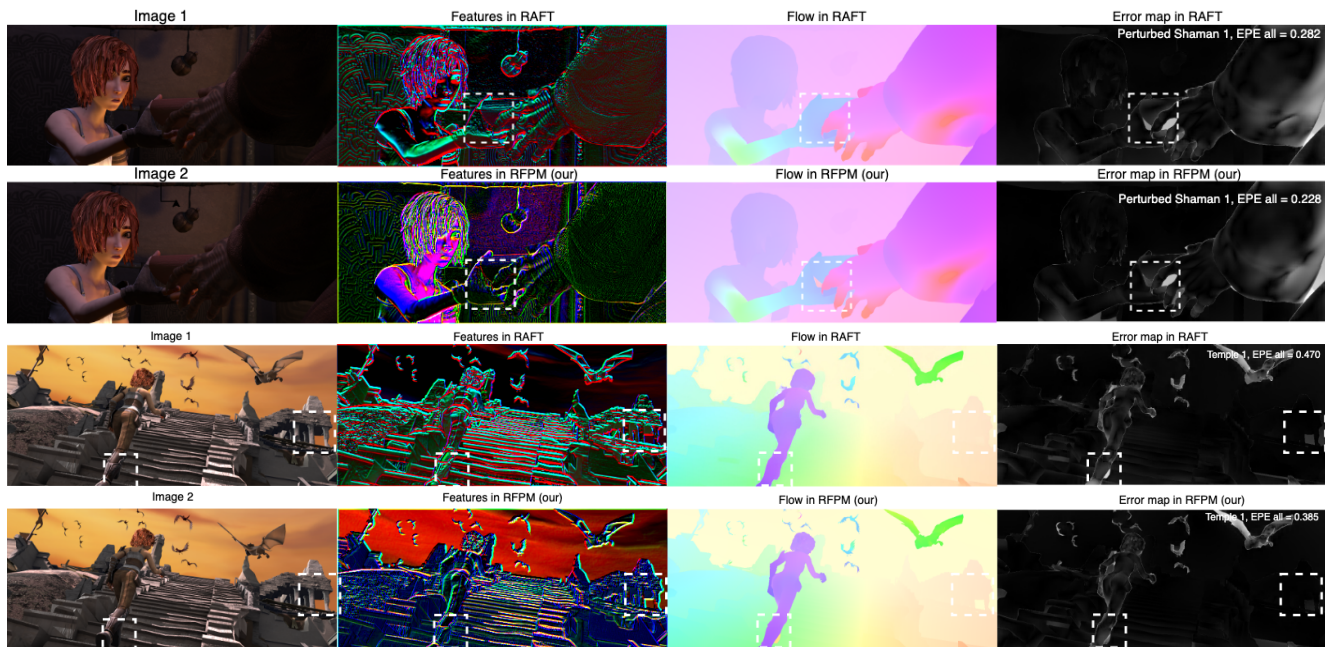 Image 1
Features in RAFT
Flow in RAFT
Error map in RAFT
Perturbed Shaman 1, EPE all = 0.282
Image 2
Features in RFPM (our)
Flow in RFPM (our)
Error map in RFPM (our)
Perturbed Shaman 1, EPE all = 0.228
Image 1
Features in RAFT
Flow in RAFT
Error map in RAFT
Temple 1, EPE all = 0.470
Image 2
Features in RFPM (our)
Flow in RFPM (our)
Error map in RFPM (our)
Temple 1, EPE all = 0.385